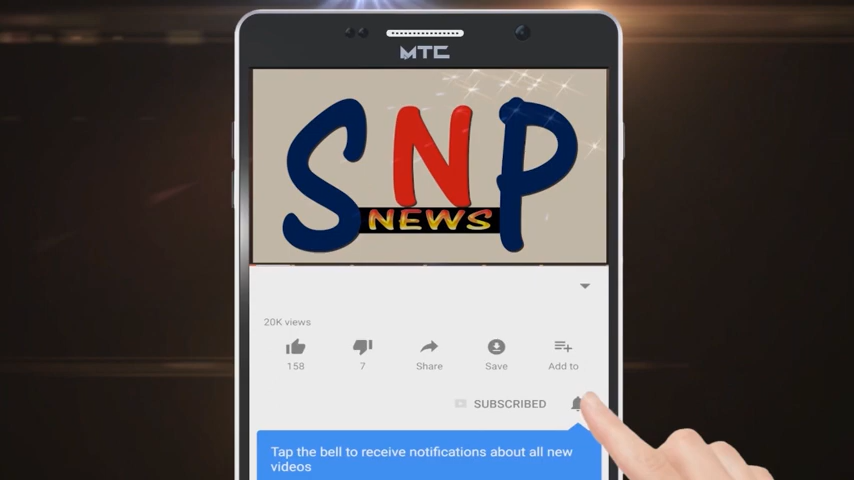 MTC
SNP
NEWS
20K views
158
7
Share
Save
Add to
SUBSCRIBED
Tap the bell to receive notifications about all new
videos